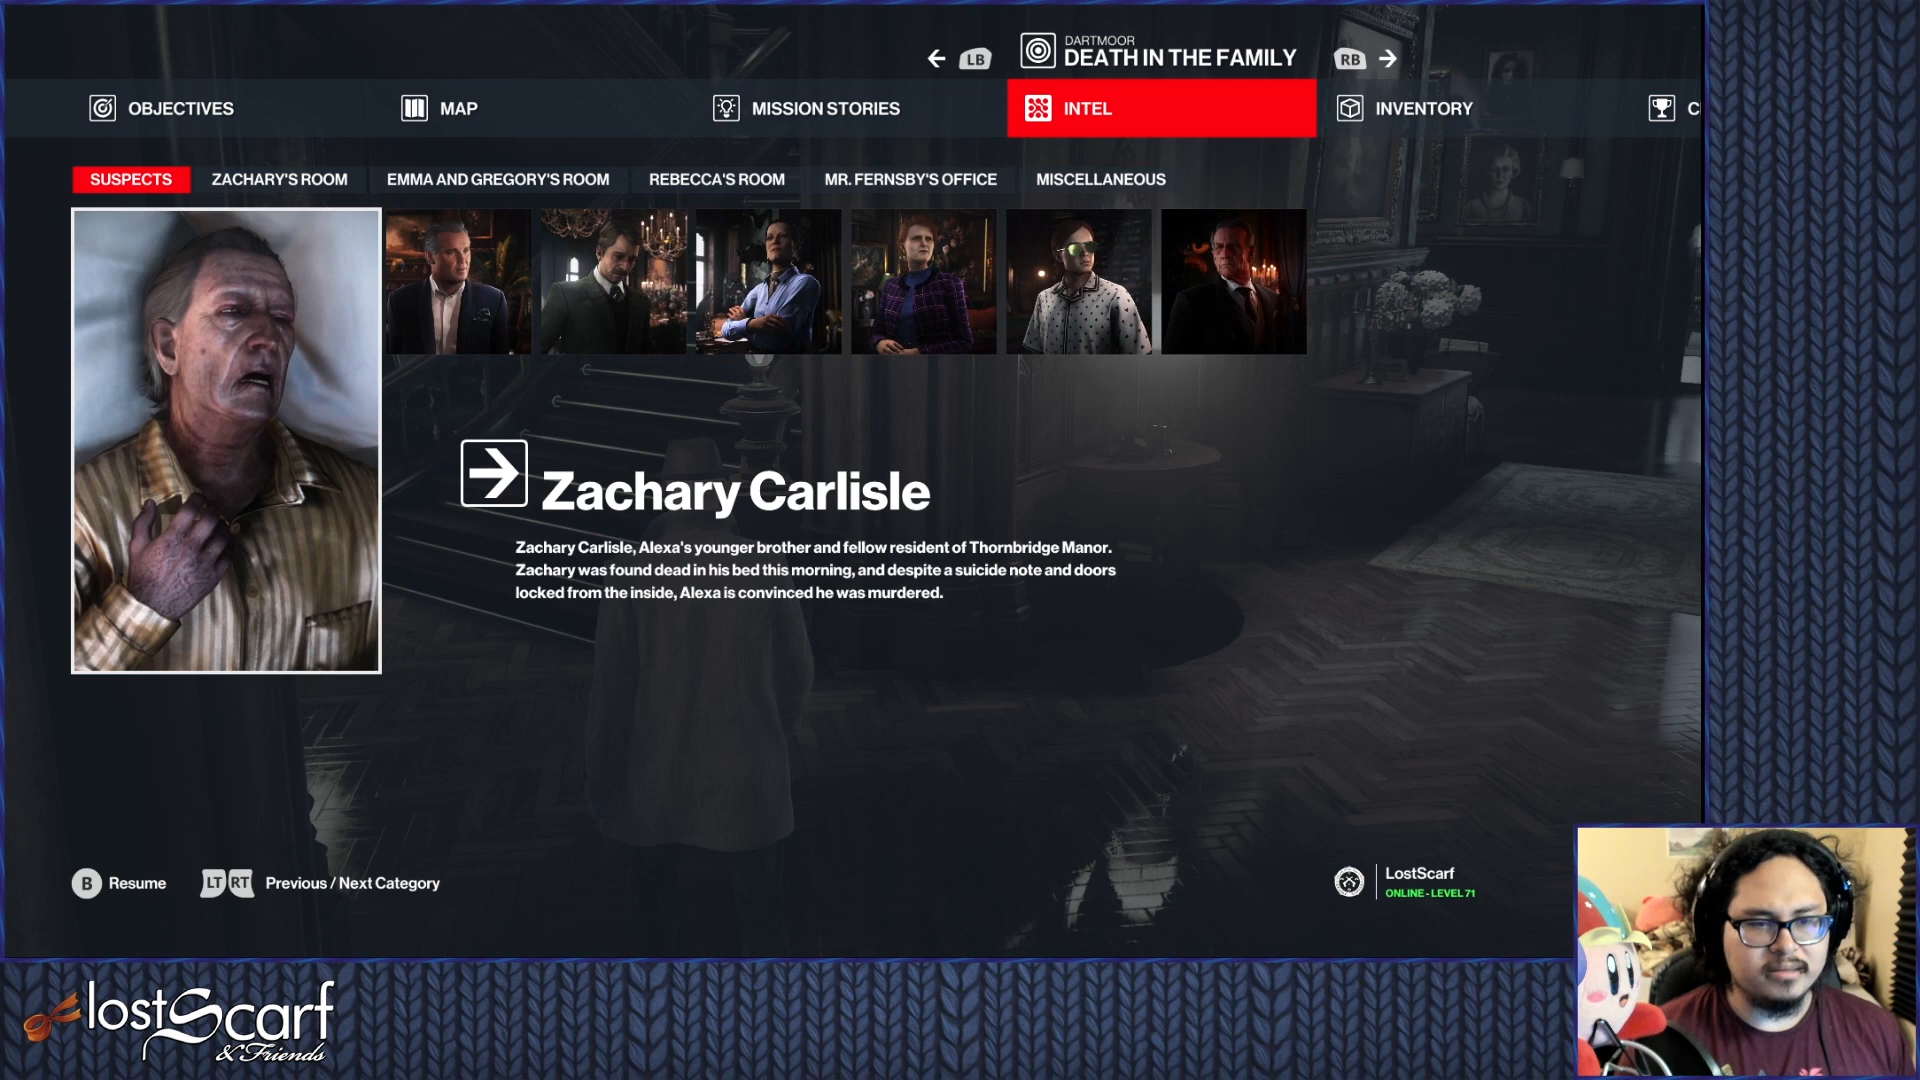 DARTMOOR
← LB DEATH IN THE FAMILY RB →
OBJECTIVES MAP MISSION STORIES INTEL INVENTORY C
SUSPECTS ZACHARY'S ROOM EMMA AND GREGORY'S ROOM REBECCA'S ROOM MR. FERNSBY'S OFFICE MISCELLANEOUS
Zachary Carlisle
Zachary Carlisle, Alexa's younger brother and fellow resident of Thornbridge Manor.
Zachary was found dead in his bed this morning, and despite a suicide note and doors
locked from the inside, Alexa is convinced he was murdered.
B Resume LT RT Previous / Next Category
LostScarf
ONLINE - LEVEL 71
lostScarf
& Friends